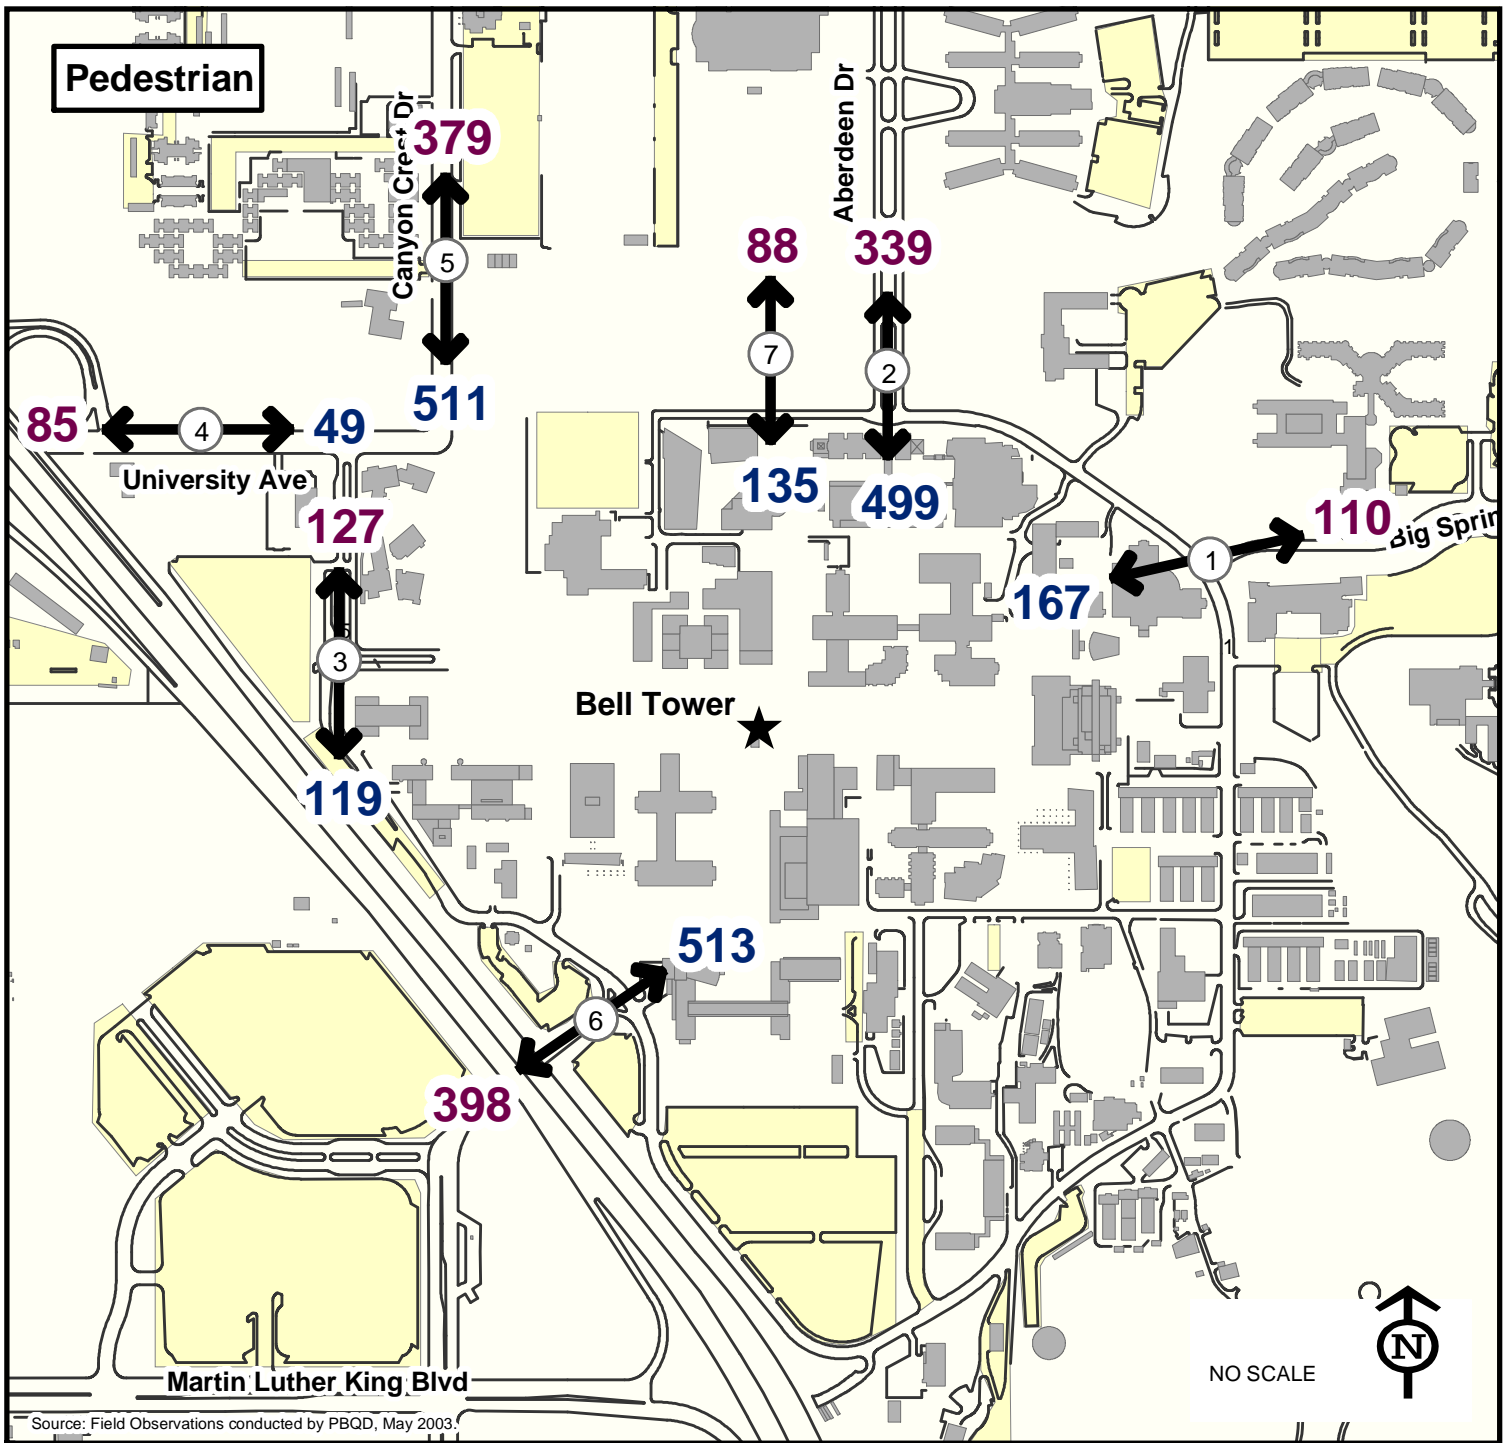 Pedestrian
Canyon Crest Dr
379
5
511
Aberdeen Dr
88
339
7
2
135
499
85
4
49
University Ave
127
3
119
110
Big Sprin
1
167
1
Bell Tower
513
6
398
NO SCALE
N
Martin Luther King Blvd
Source: Field Observations conducted by PBQD, May 2003.